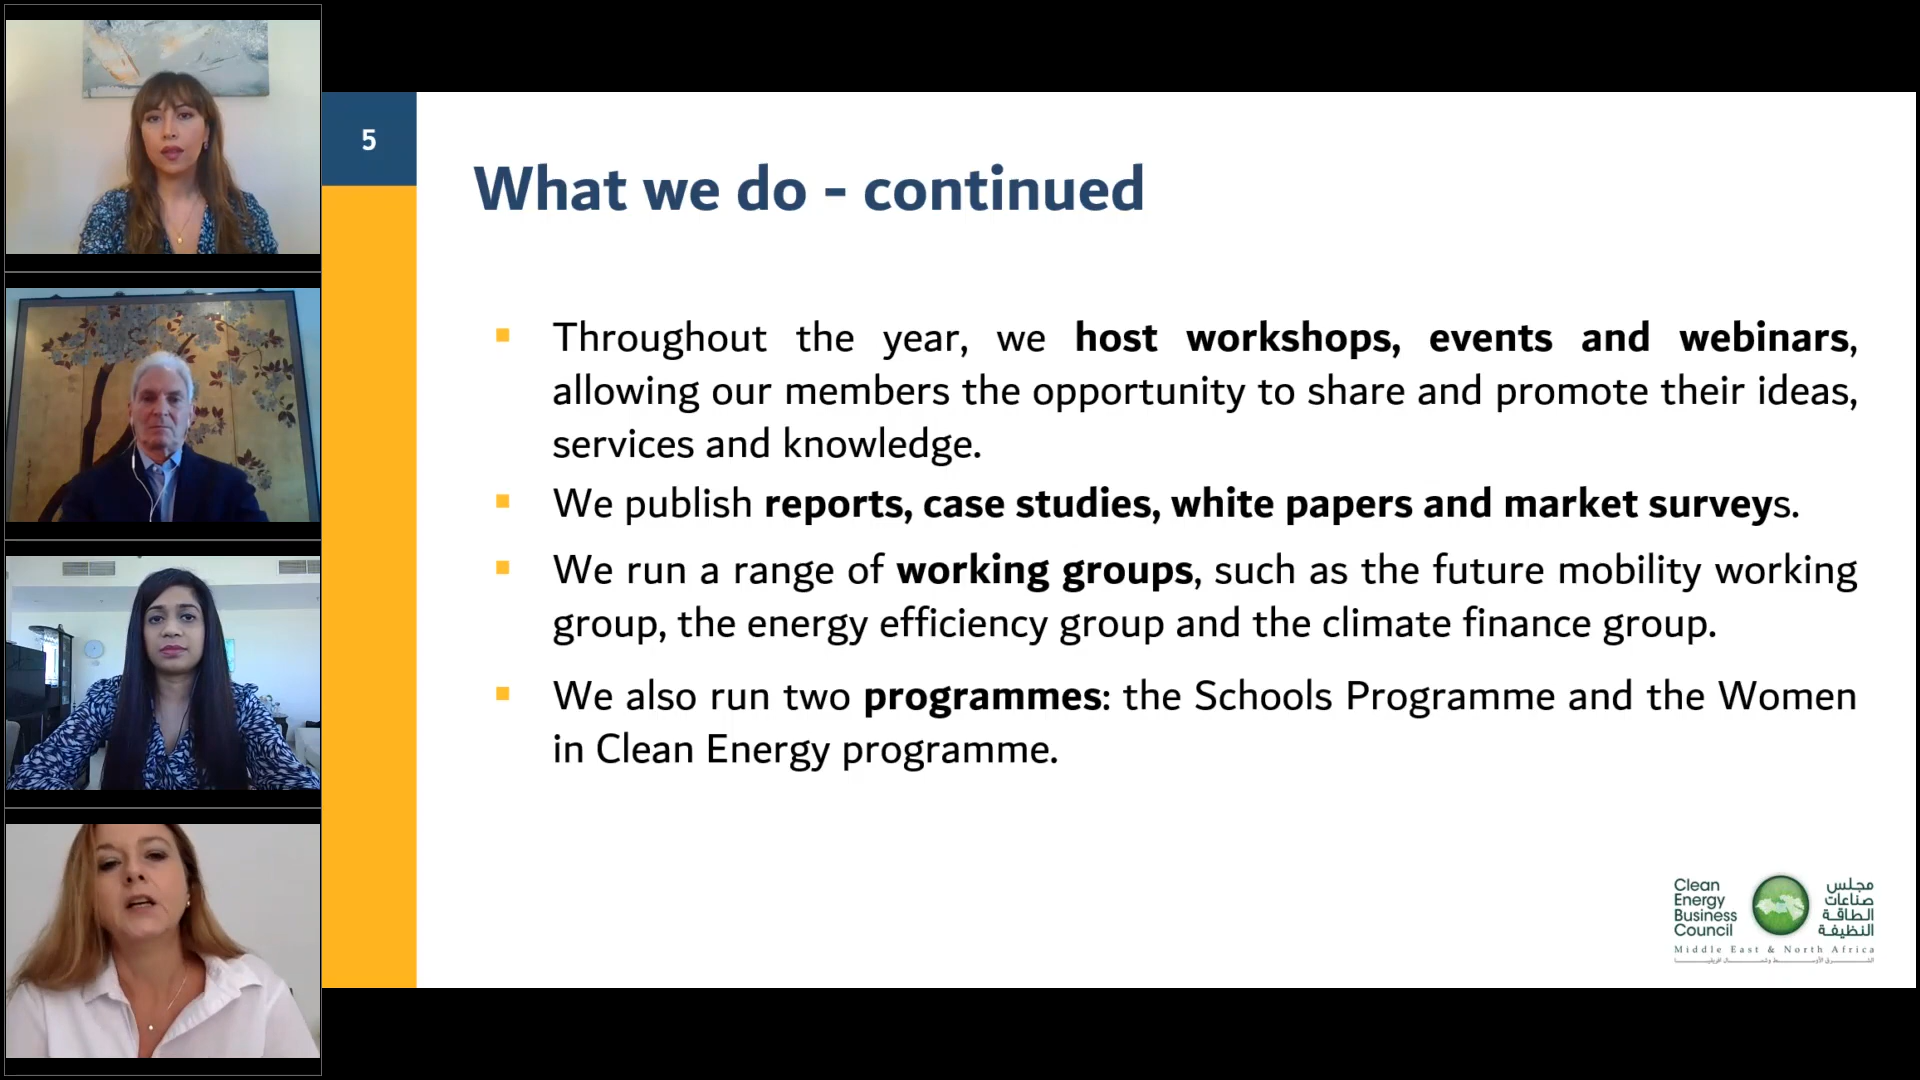 5
What we do - continued
Throughout the year, we host workshops, events and webinars,
allowing our members the opportunity to share and promote their ideas,
services and knowledge.
We publish reports, case studies, white papers and market surveys.
We run a range of working groups, such as the future mobility working
group, the energy efficiency group and the climate finance group.
We also run two programmes: the Schools Programme and the Women
in Clean Energy programme.
Clean
Energy
Business
Council
مجلس
صناعات
الطاقة
النظيفة
Middle East & North Africa
الشرق الأوسط وشمال افريقيا